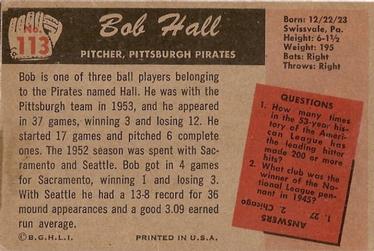 No.
113
Bob Hall
PITCHER, PITTSBURGH PIRATES
Born: 12/22/23
Swissvale, Pa.
Height: 6-1½
Weight: 195
Bats: Right
Throws: Right
Bob is one of three ball players belonging
to the Pirates named Hall. He was with the
Pittsburgh team in 1953, and he appeared
in 37 games, winning 3 and losing 12. He
started 17 games and pitched 6 complete
ones. The 1952 season was spent with Sac-
ramento and Seattle. Bob got in 4 games
for Sacramento, winning 1 and losing 3.
With Seattle he had a 13-8 record for 36
mound appearances and a good 3.09 earned
run average.
QUESTIONS
1. How many times
in the 53-year his-
tory of the Ameri-
can League has
the leading hitter
made 200 or more
hits?
2. What club was the
winner of the Na-
tional League pen-
nant in 1945?
ANSWERS
1. 27
2. Chicago
©B.G.H.L.I.
PRINTED IN U.S.A.